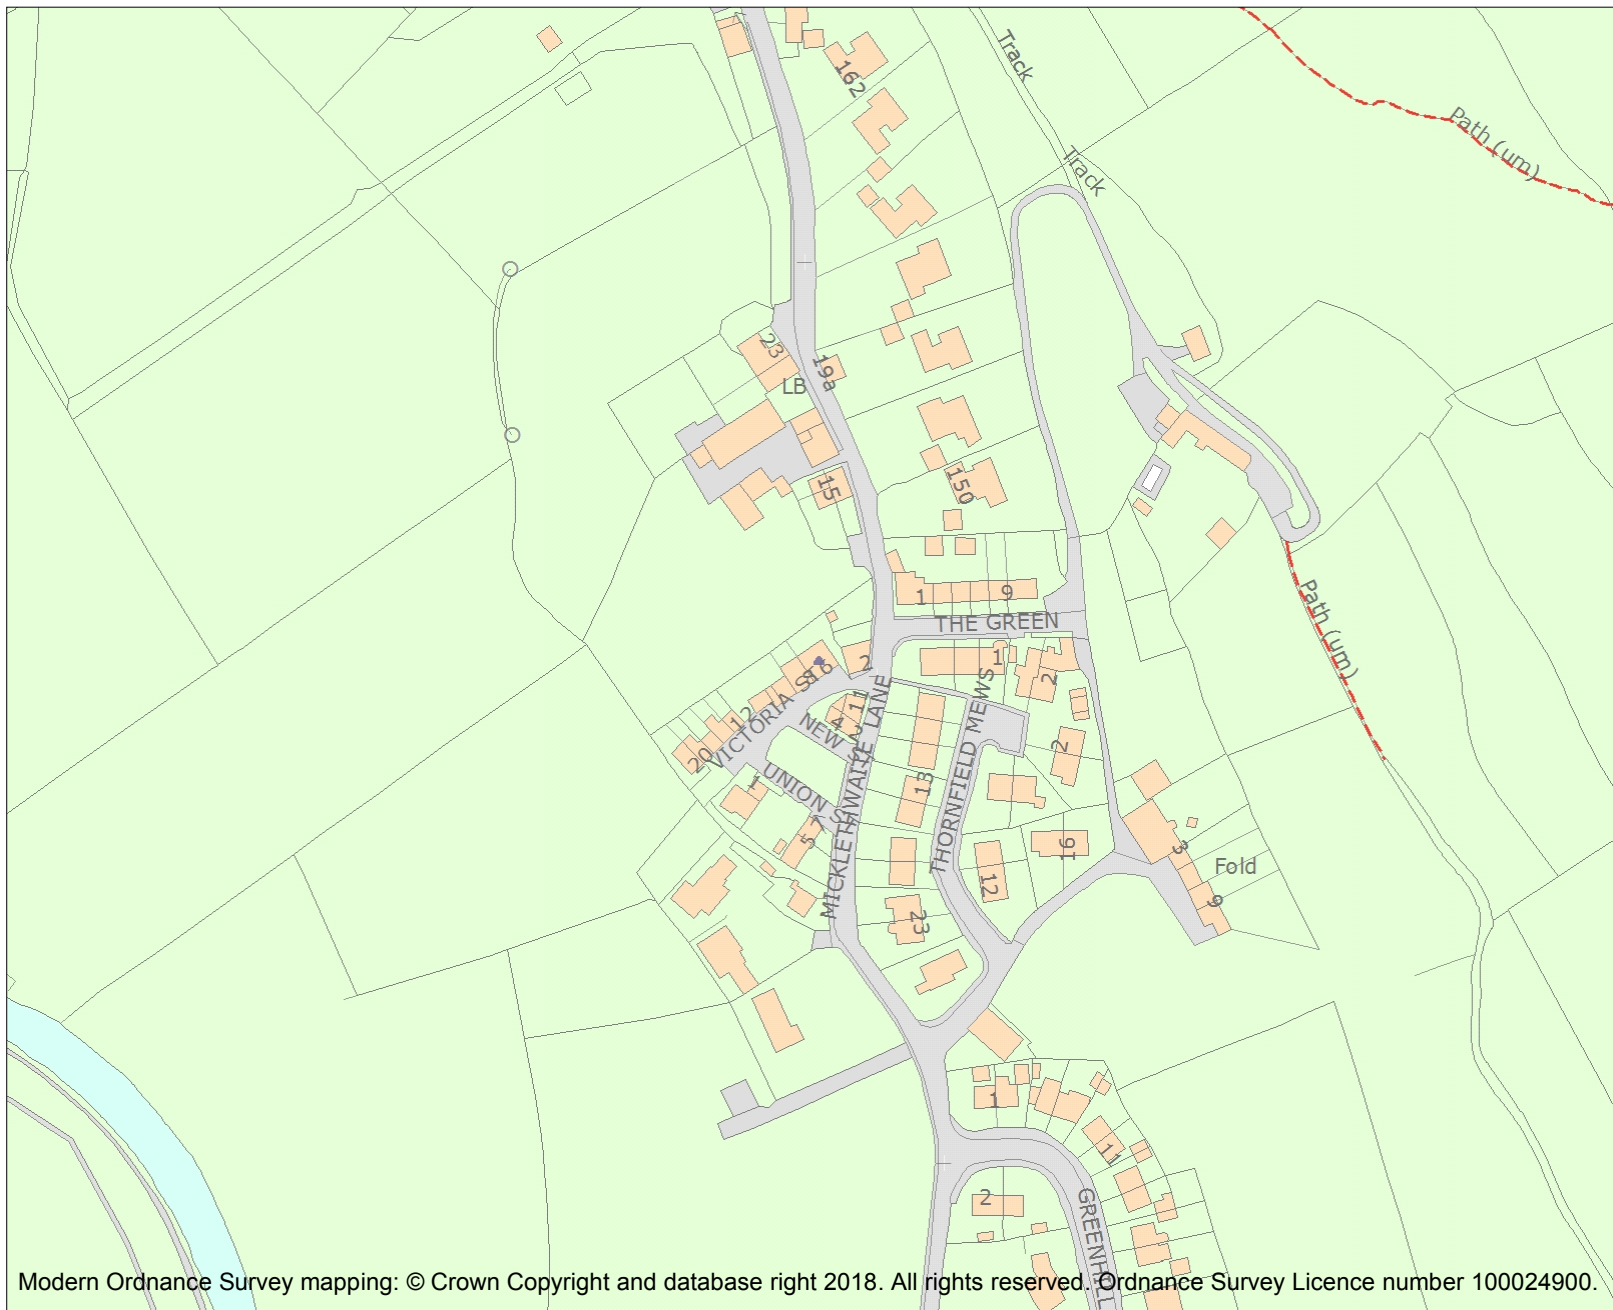 Track
162
Path (um)
Track
23
19a
LB
150
15
1
9
THE GREEN
2
1
2
16
VICTORIA ST
12
20
11
4
2
NEW ST
MICKLETHWAITE LANE
THORNFIELD MEWS
2
Path (um)
UNION ST
1
7
5
13
16
12
3
Fold
9
23
1
11
2
GREENHILL
Modern Ordnance Survey mapping: © Crown Copyright and database right 2018. All rights reserved. Ordnance Survey Licence number 100024900.